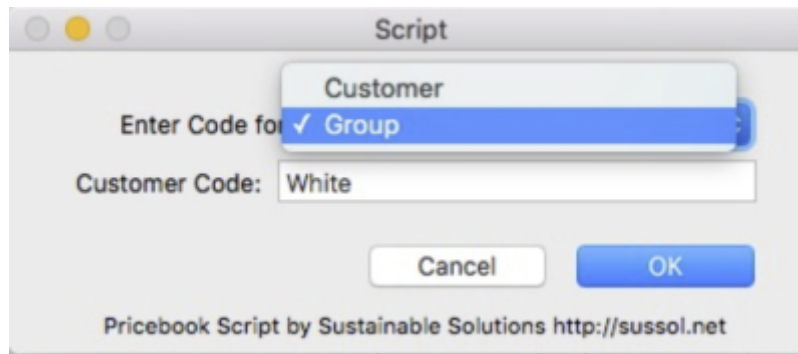 Script
Customer
Enter Code for ✓ Group
Customer Code: White
Cancel OK
Pricebook Script by Sustainable Solutions http://sussol.net